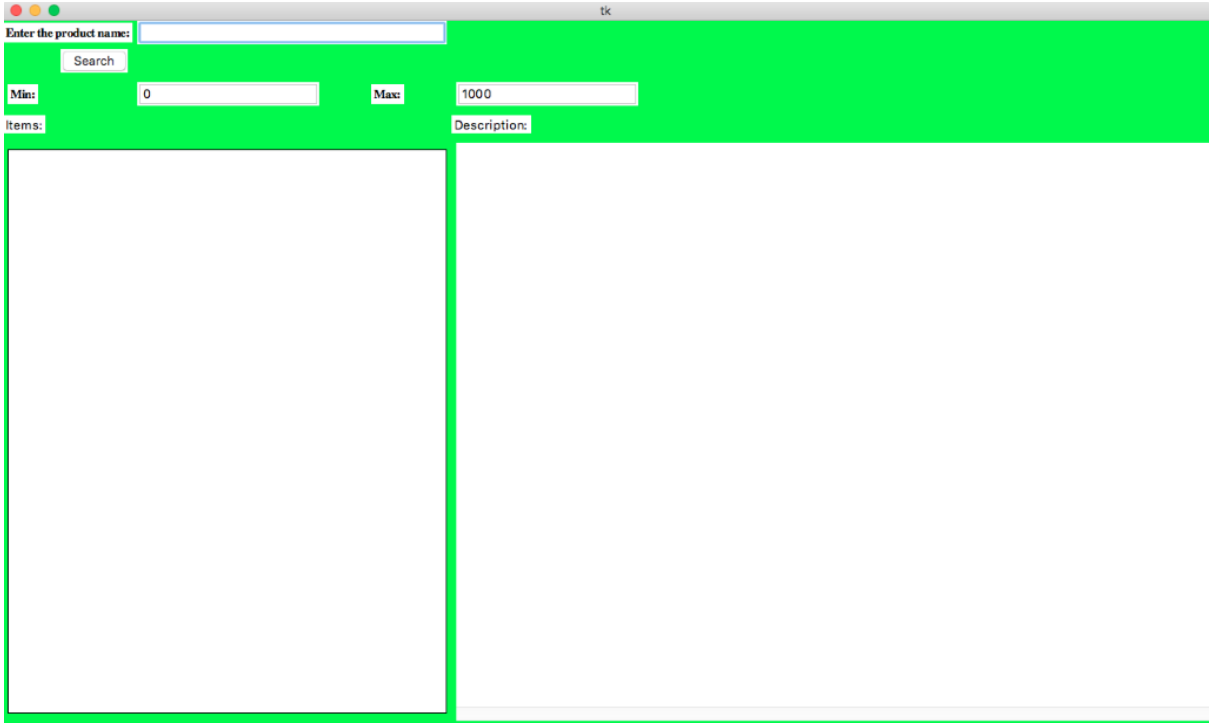 tk
Enter the product name:
Search
Min: 0 Max: 1000
Items: Description: